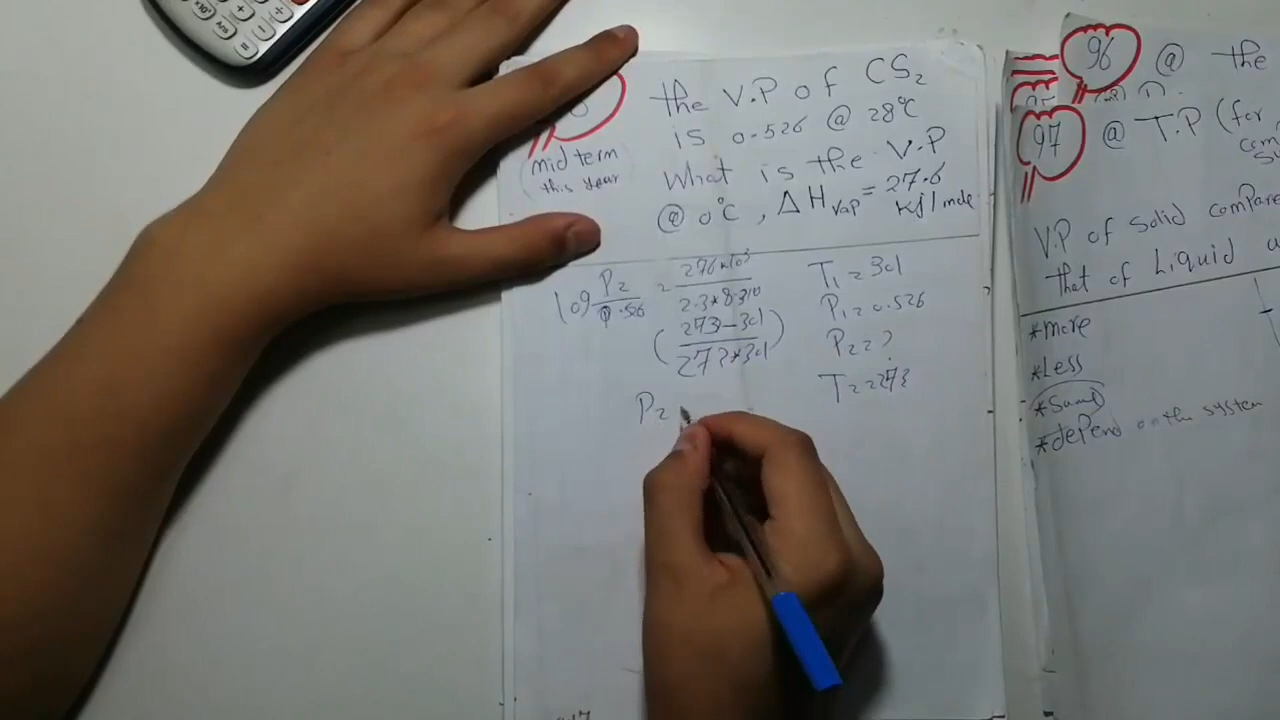 the V.P of CS2
is 0.526 @ 28°C
What is the V.P
@ 0°C, ΔHvap = 27.6 KJ/mole
mid term
this year
log P2/0.526 = 276*10³/2.3*8.310
(273-301/273*301)
P2
T1 = 301
P1 = 0.526
P2 = ?
T2 = 273
96 @ the
97 @ T.P (for
V.P of Solid compare
that of Liquid
*more
*Less
*Same
*depend on the system